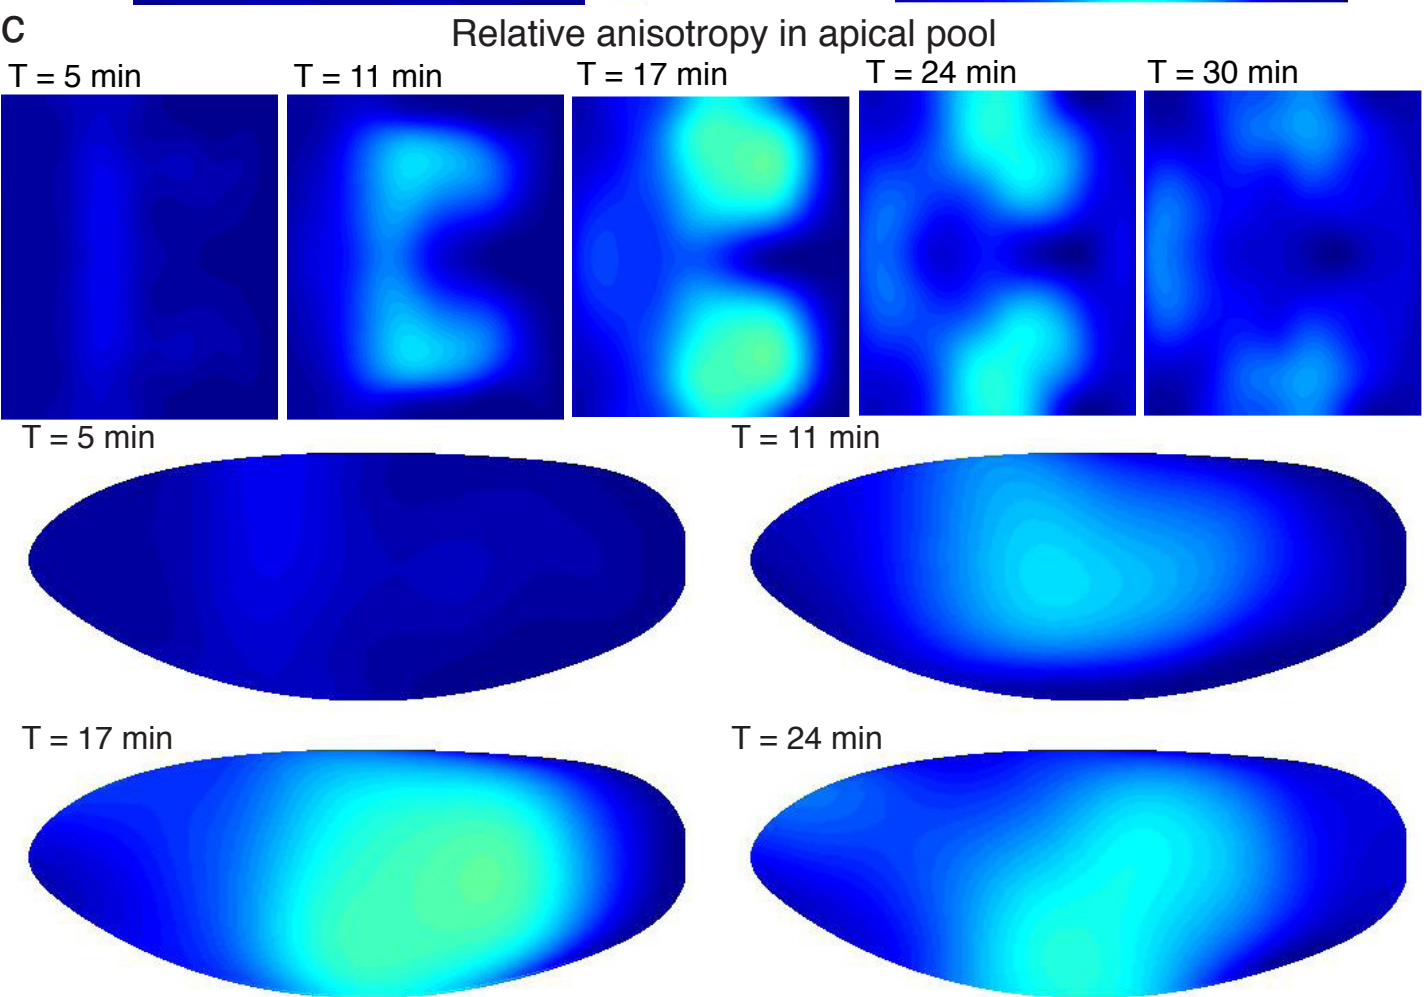 C
Relative anisotropy in apical pool
T = 5 min
T = 11 min
T = 17 min
T = 24 min
T = 30 min
T = 5 min
T = 11 min
T = 17 min
T = 24 min